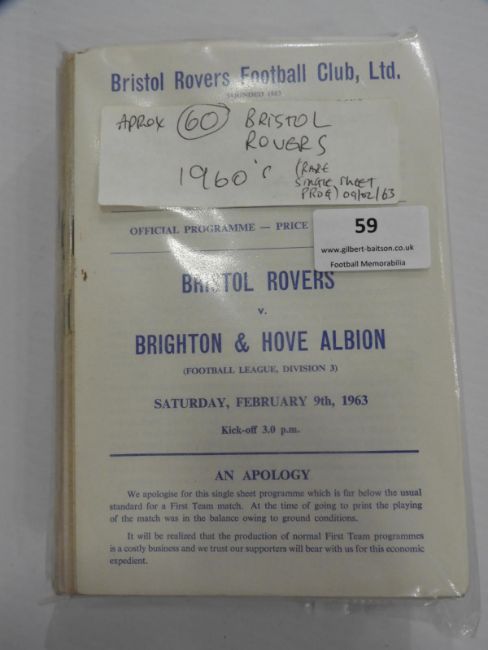 Bristol Rovers Football Club, Ltd.
FOUNDED 1883
APROX 60 BRISTOL
ROVERS
1960's
(RARE
SINGLE SHEET
PROG) 09/02/63
59
www.gilbert-baitson.co.uk
Football Memorabilia
OFFICIAL PROGRAMME — PRICE
BRISTOL ROVERS
v.
BRIGHTON & HOVE ALBION
(FOOTBALL LEAGUE, DIVISION 3)
SATURDAY, FEBRUARY 9th, 1963
Kick-off 3.0 p.m.
AN APOLOGY
We apologise for this single sheet programme which is far below the usual
standard for a First Team match. At the time of going to print the playing
of the match was in the balance owing to ground conditions.
It will be realized that the production of normal First Team programmes
is a costly business and we trust our supporters will bear with us for this economic
expedient.